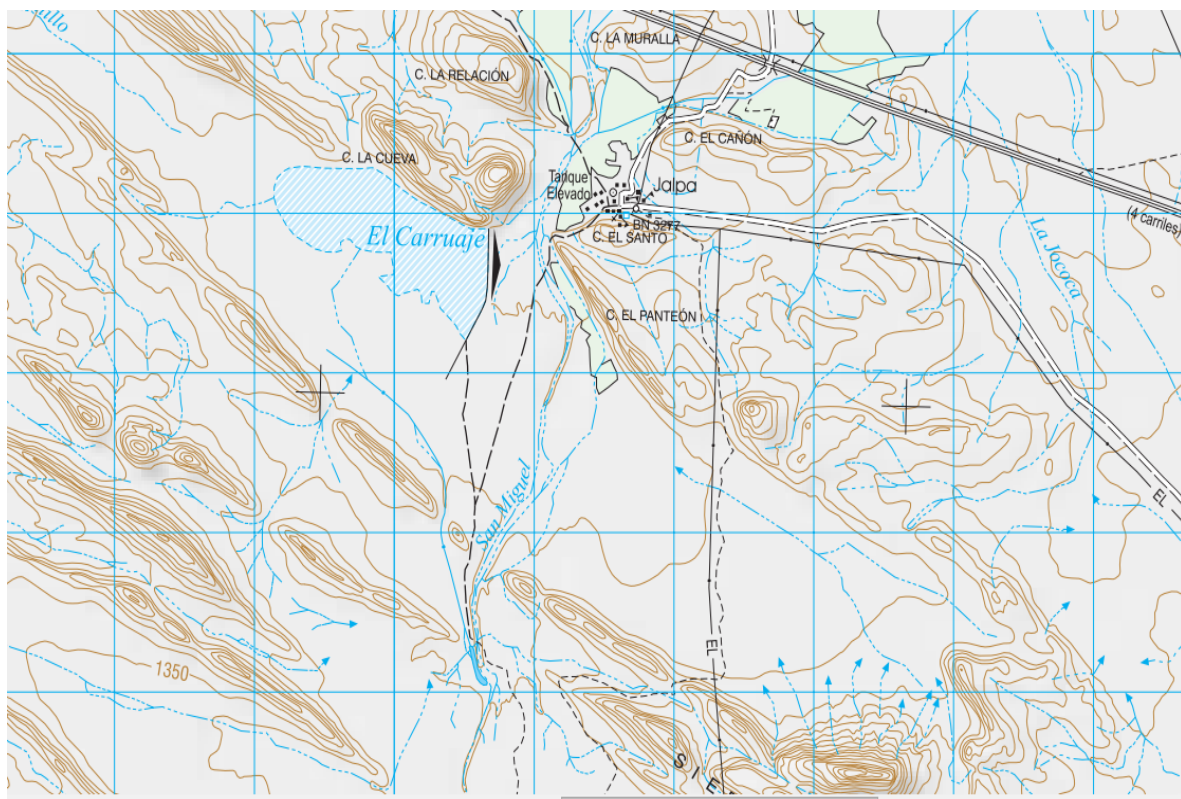 C. LA MURALLA
C. LA RELACIÓN
C. EL CAÑÓN
C. LA CUEVA
Tanque
Elevado
Jalpa
(4 carriles)
BN 3277
El Carruaje
C. EL SANTO
La Jococa
C. EL PANTEÓN
San Miguel
EL
EL
1350